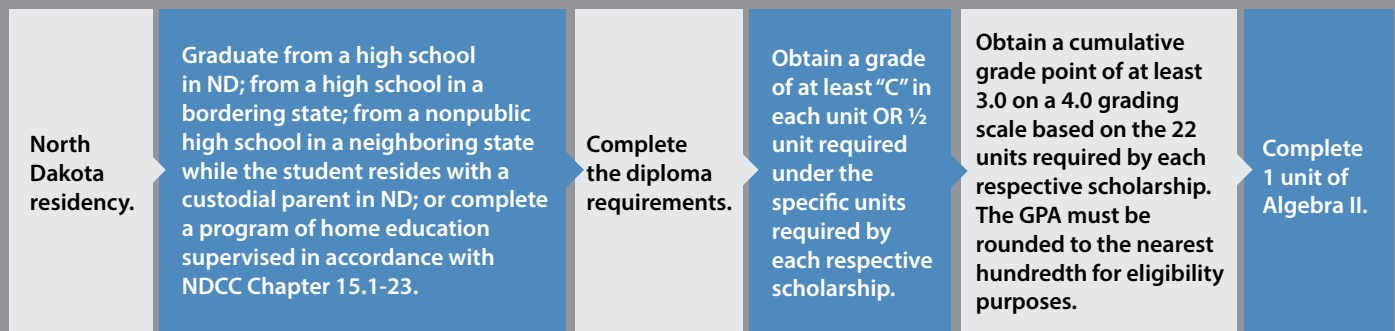 North
Dakota
residency.
Graduate from a high school
in ND; from a high school in a
bordering state; from a nonpublic
high school in a neighboring state
while the student resides with a
custodial parent in ND; or complete
a program of home education
supervised in accordance with
NDCC Chapter 15.1-23.
Complete
the diploma
requirements.
Obtain a grade
of at least “C” in
each unit OR ½
unit required
under the
specific units
required by
each respective
scholarship.
Obtain a cumulative
grade point of at least
3.0 on a 4.0 grading
scale based on the 22
units required by each
respective scholarship.
The GPA must be
rounded to the nearest
hundredth for eligibility
purposes.
Complete
1 unit of
Algebra II.